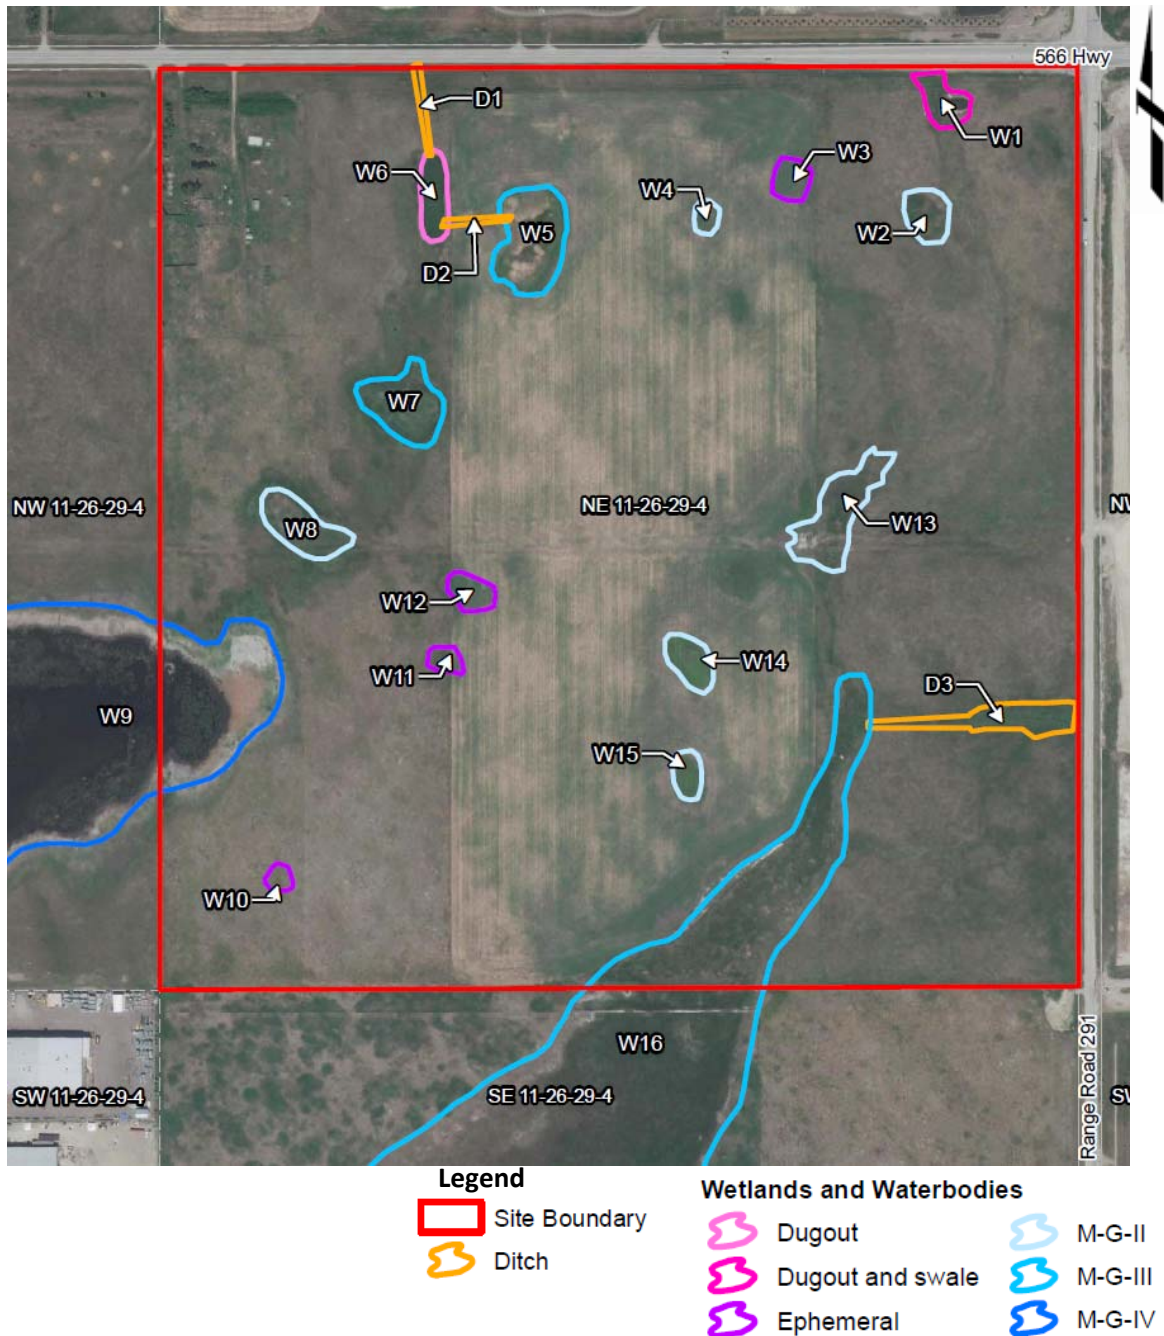 566 Hwy
D1
W1
W3
W6
W4
W2
W5
D2
W7
NW 11-26-29-4
NE 11-26-29-4
W13
W8
W12
W11
W14
D3
W9
W15
W10
W16
SW 11-26-29-4
SE 11-26-29-4
Range Road 291
Legend
Site Boundary
Ditch
Wetlands and Waterbodies
Dugout
Dugout and swale
Ephemeral
M-G-II
M-G-III
M-G-IV